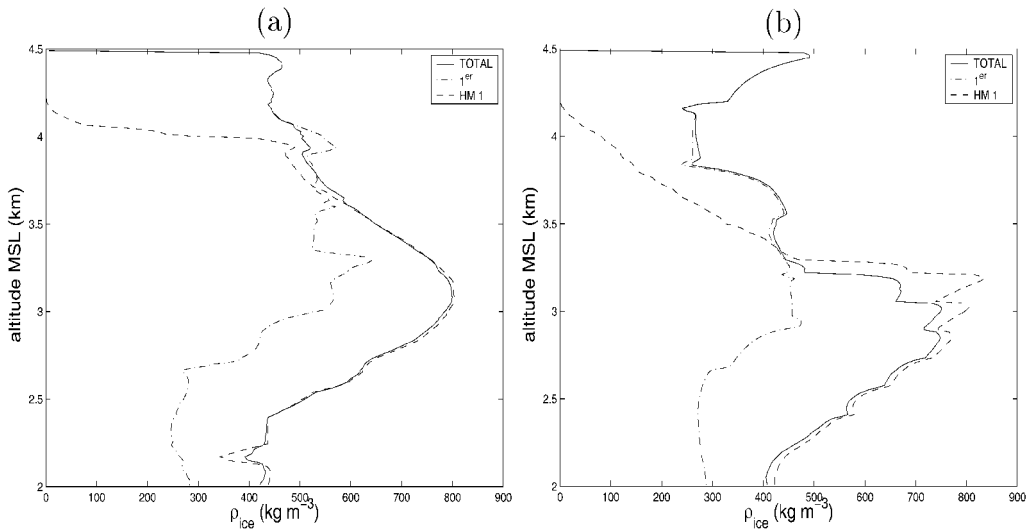 (a)
4.5
4
3.5
3
2.5
2
altitude MSL (km)
0 100 200 300 400 500 600 700 800 900
ρice (kg m⁻³)
TOTAL
1er
HM 1
(b)
4.5
4
3.5
3
2.5
2
altitude MSL (km)
0 100 200 300 400 500 600 700 800 900
ρice (kg m⁻³)
TOTAL
1er
HM 1